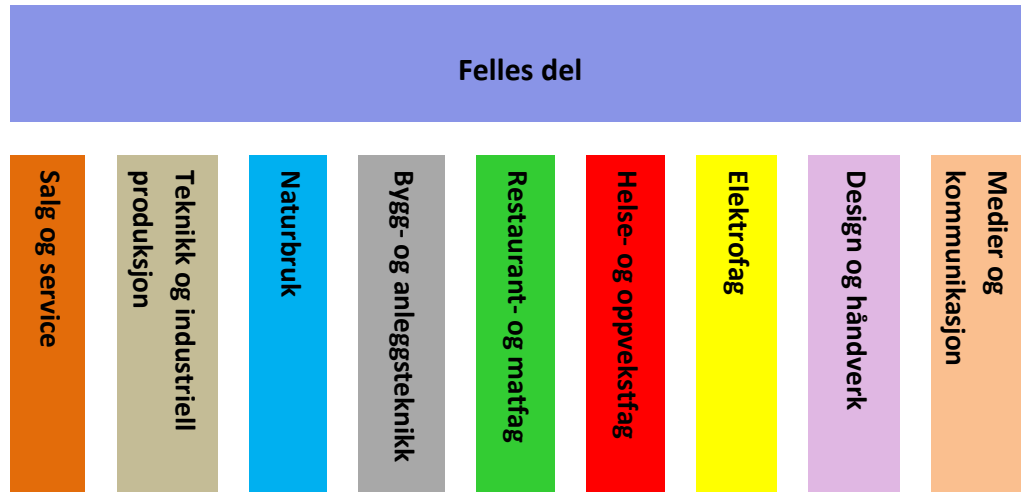 Felles del
Salg og service
Teknikk og industriell
produksjon
Naturbruk
Bygg- og anleggsteknikk
Restaurant- og matfag
Helse- og oppvekstfag
Elektrofag
Design og håndverk
Medier og
kommunikasjon